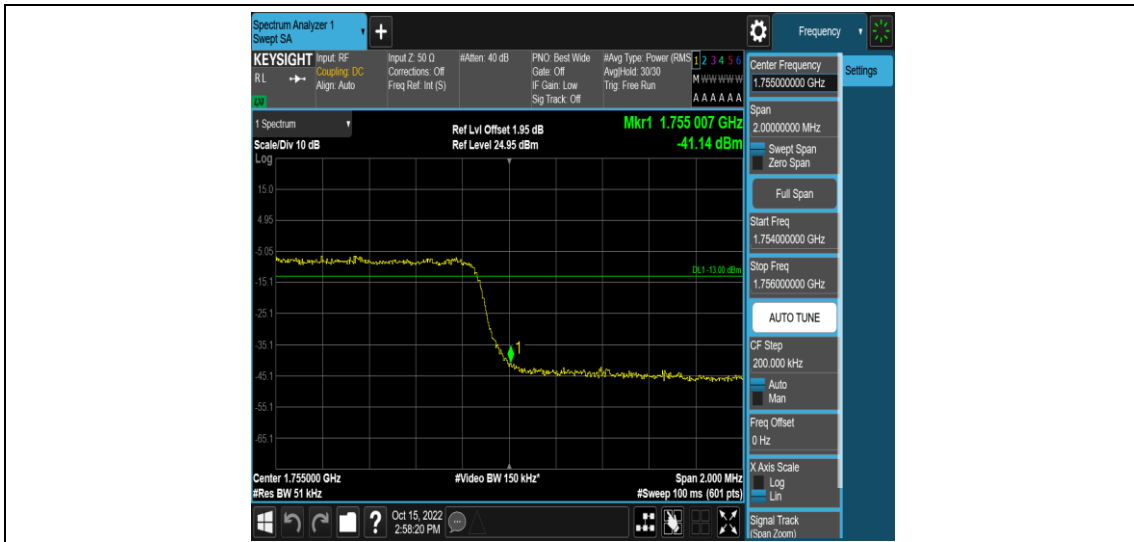 Spectrum Analyzer 1
Swept SA
+
Frequency
KEYSIGHT
RL
LM
Input: RF
Coupling: DC
Align: Auto
Input Z: 50 Ω
Corrections: Off
Freq Ref: Int (S)
#Atten: 40 dB
PNO: Best Wide
Gate: Off
IF Gain: Low
Sig Track: Off
#Avg Type: Power (RMS
Avg|Hold: 30/30
Trig: Free Run
1 2 3 4 5 6
M W W W W W
A A A A A A
1 Spectrum
Scale/Div 10 dB
Log
Ref Lvl Offset 1.95 dB
Ref Level 24.95 dBm
Mkr1 1.755 007 GHz
-41.14 dBm
15.0
4.95
-5.05
-15.1
-25.1
-35.1
-45.1
-55.1
-65.1
DL1 -13.00 dBm
1
Center 1.755000 GHz
#Res BW 51 kHz
#Video BW 150 kHz*
Span 2.000 MHz
#Sweep 100 ms (601 pts)
?
Oct 15, 2022
2:58:20 PM
Center Frequency
1.755000000 GHz
Settings
Span
2.00000000 MHz
Swept Span
Zero Span
Full Span
Start Freq
1.754000000 GHz
Stop Freq
1.756000000 GHz
AUTO TUNE
CF Step
200.000 kHz
Auto
Man
Freq Offset
0 Hz
X Axis Scale
Log
Lin
Signal Track
(Span Zoom)